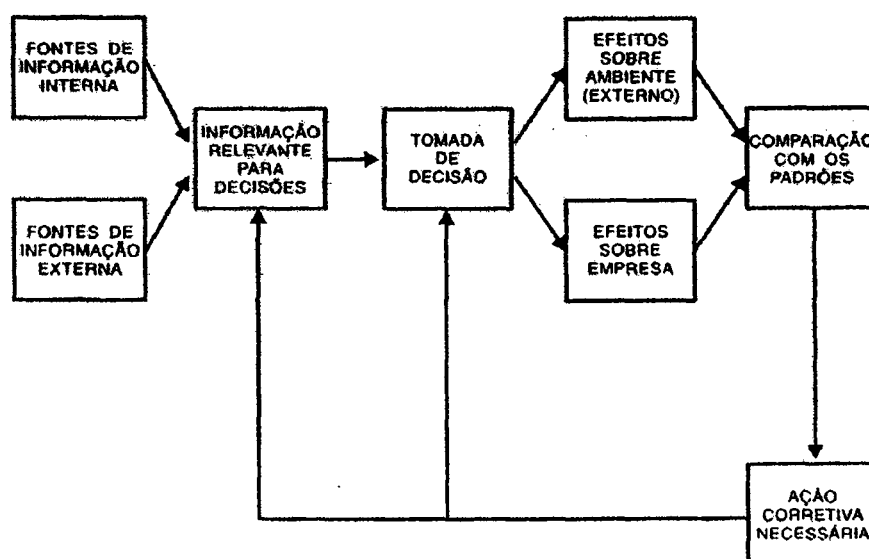 FONTES DE
INFORMAÇÃO
INTERNA
FONTES DE
INFORMAÇÃO
EXTERNA
INFORMAÇÃO
RELEVANTE
PARA
DECISÕES
TOMADA
DE
DECISÃO
EFEITOS
SOBRE
AMBIENTE
(EXTERNO)
EFEITOS
SOBRE
EMPRESA
COMPARAÇÃO
COM OS
PADRÕES
AÇÃO
CORRETIVA
NECESSÁRIA